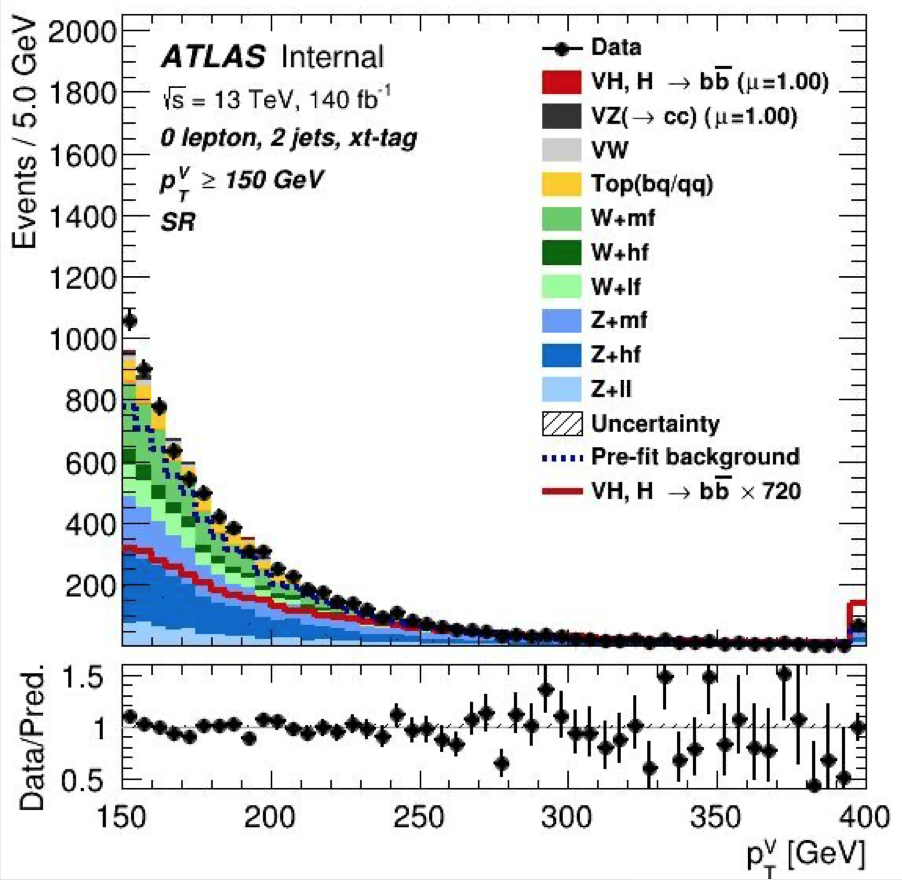 Events / 5.0 GeV
2000
1800
1600
1400
1200
1000
800
600
400
200
ATLAS Internal
√s = 13 TeV, 140 fb⁻¹
0 lepton, 2 jets, xt-tag
p_T^V ≥ 150 GeV
SR
Data
VH, H → bb̅ (μ=1.00)
VZ(→ cc) (μ=1.00)
VW
Top(bq/qq)
W+mf
W+hf
W+lf
Z+mf
Z+hf
Z+ll
Uncertainty
Pre-fit background
VH, H → bb̅ × 720
Data/Pred.
1.5
1
0.5
150 200 250 300 350 400
p_T^V [GeV]